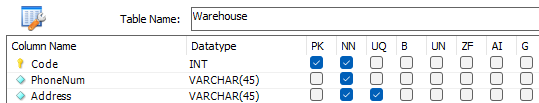 Table Name: Warehouse
Column Name Datatype PK NN UQ B UN ZF AI G
Code INT
PhoneNum VARCHAR(45)
Address VARCHAR(45)